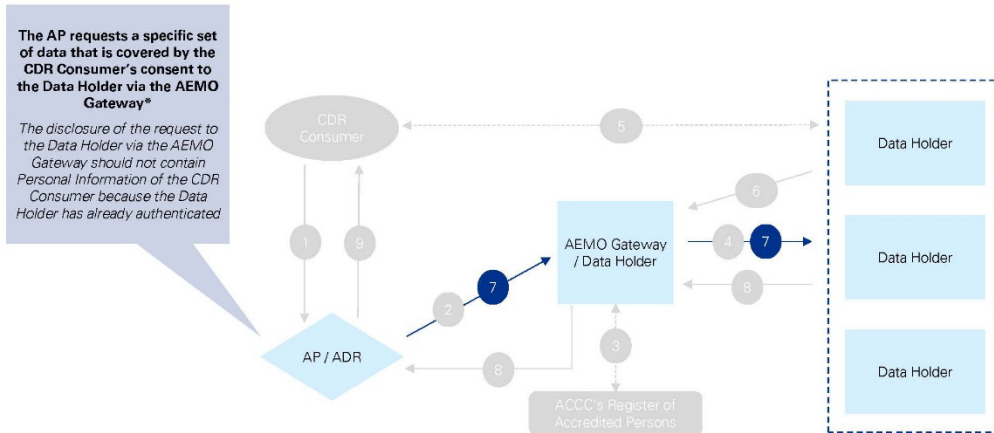 The AP requests a specific set
of data that is covered by the
CDR Consumer's consent to
the Data Holder via the AEMO
Gateway*
The disclosure of the request to
the Data Holder via the AEMO
Gateway should not contain
Personal Information of the CDR
Consumer because the Data
Holder has already authenticated
CDR
Consumer
5
Data Holder
6
1
9
AEMO Gateway
/ Data Holder
4
7
Data Holder
7
2
8
3
AP / ADR
8
Data Holder
ACCC's Register of
Accredited Persons